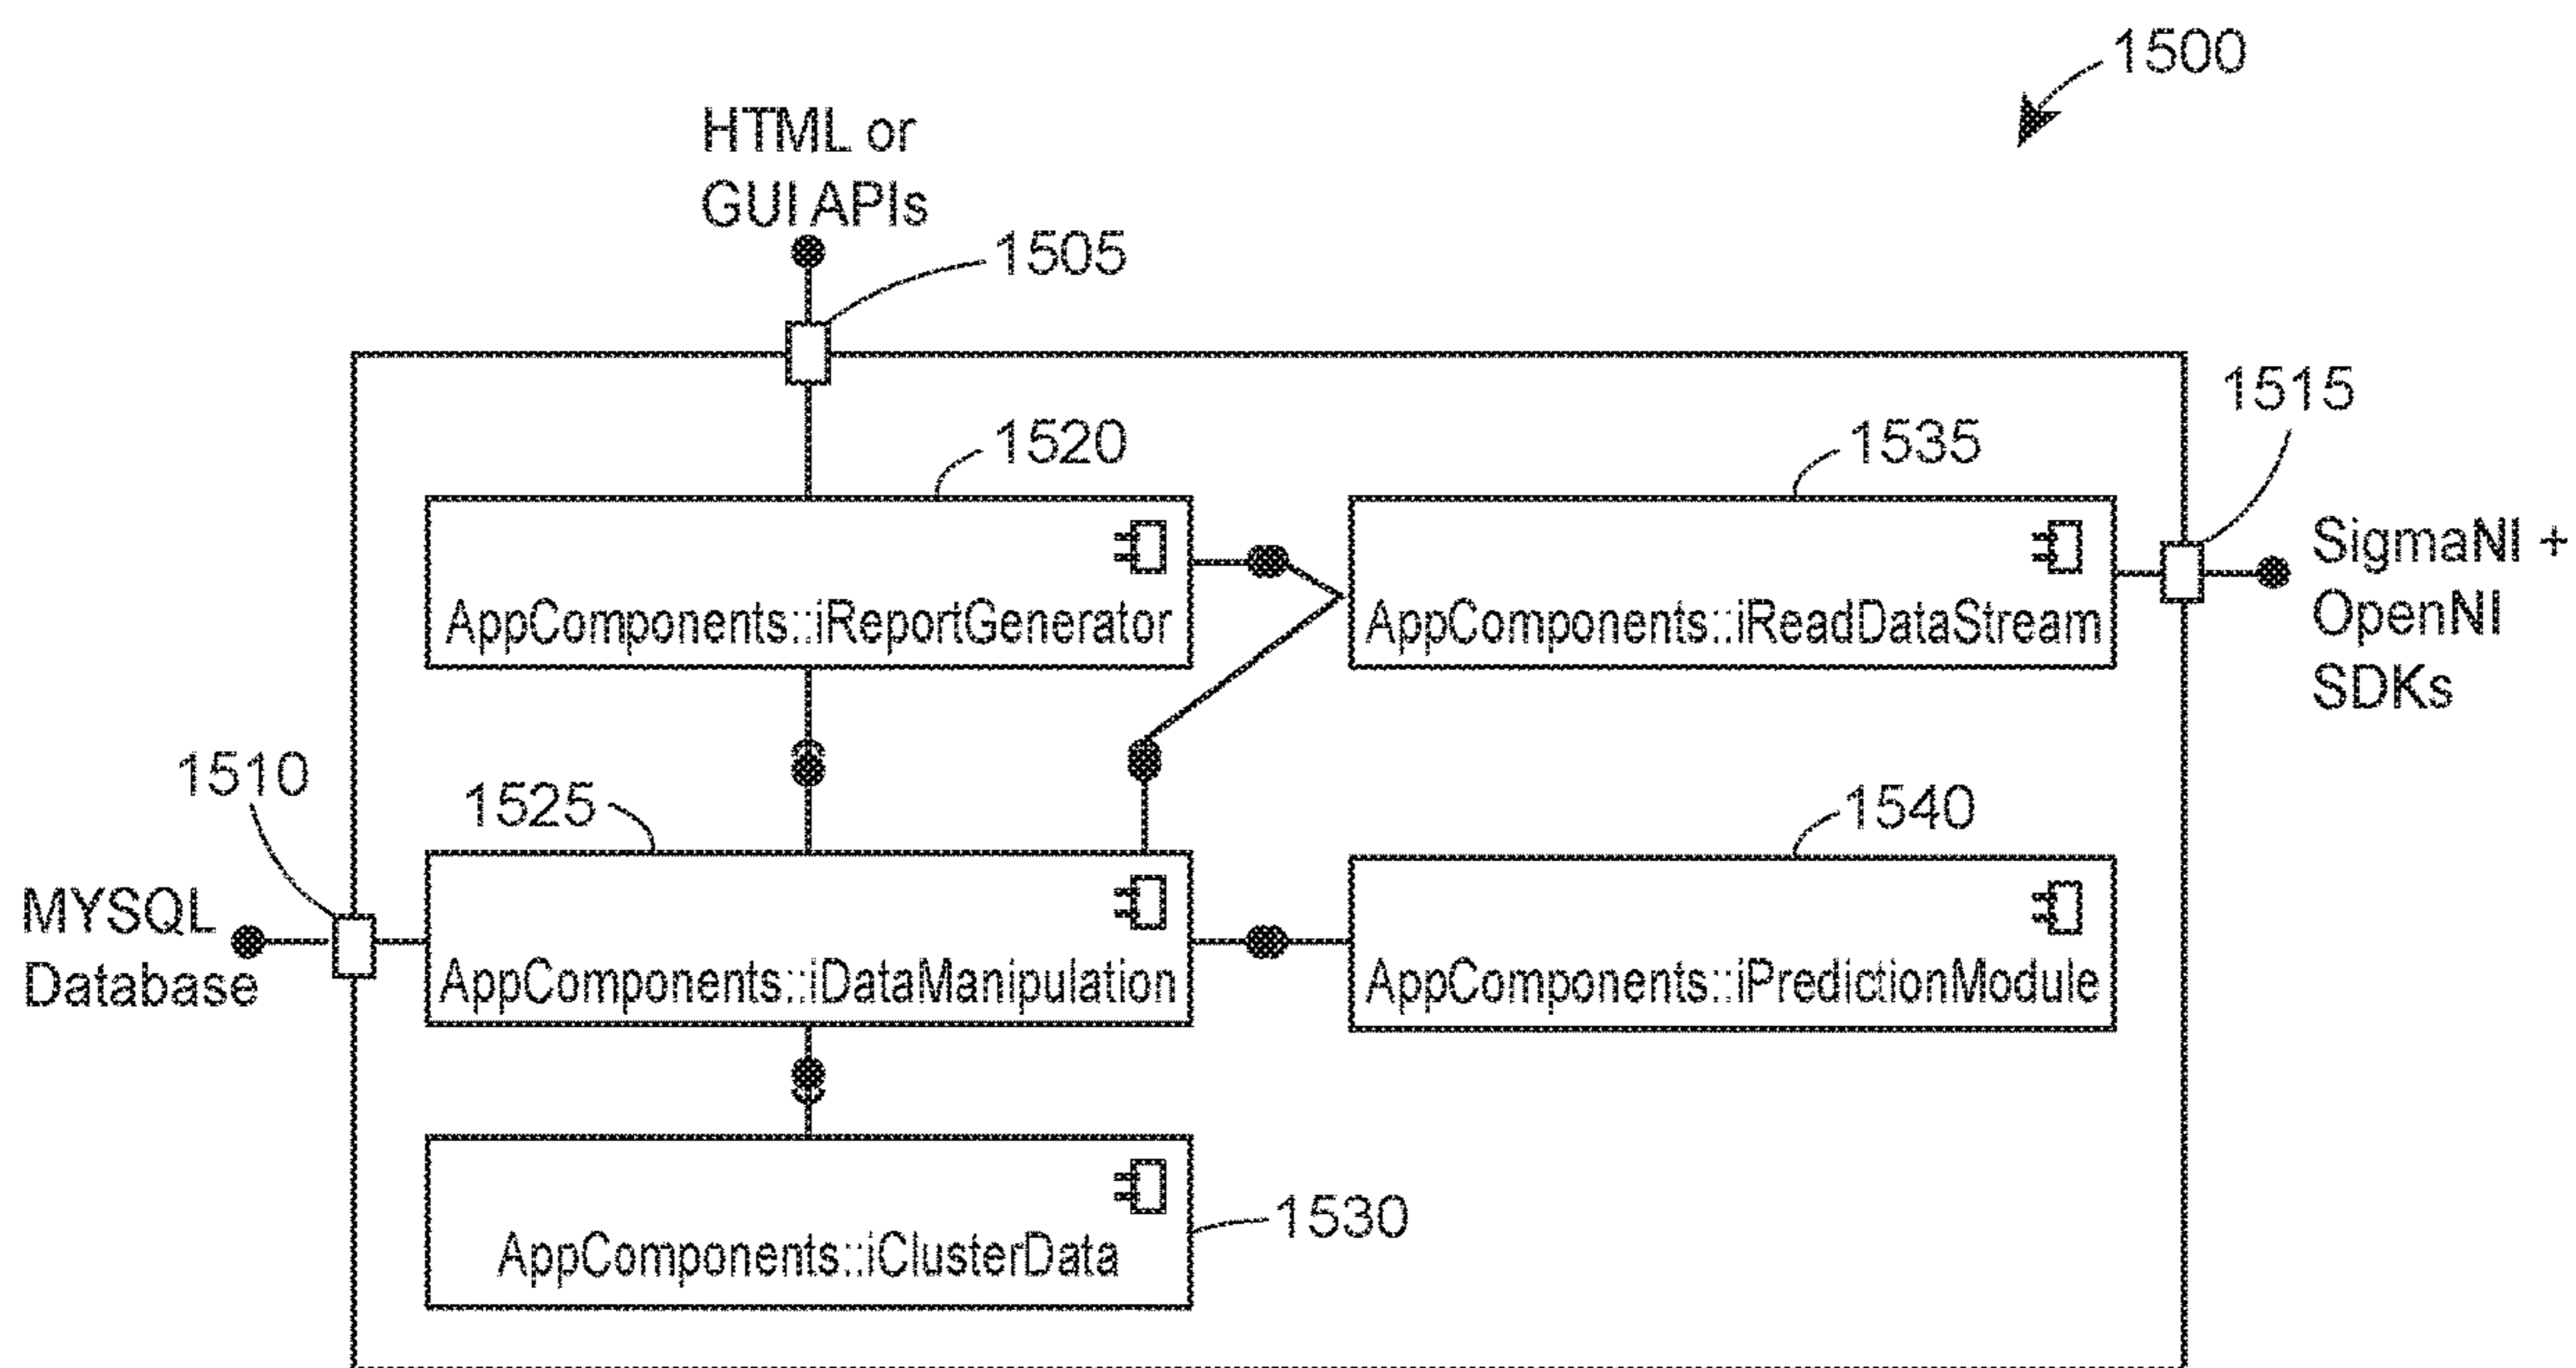 1500
HTML or
GUI APIs
1505
1515
1520
1535
AppComponents::iReportGenerator
AppComponents::iReadDataStream
SigmaNI +
OpenNI
SDKs
1510
1525
1540
MYSQL
Database
AppComponents::iDataManipulation
AppComponents::iPredictionModule
AppComponents::iClusterData
1530